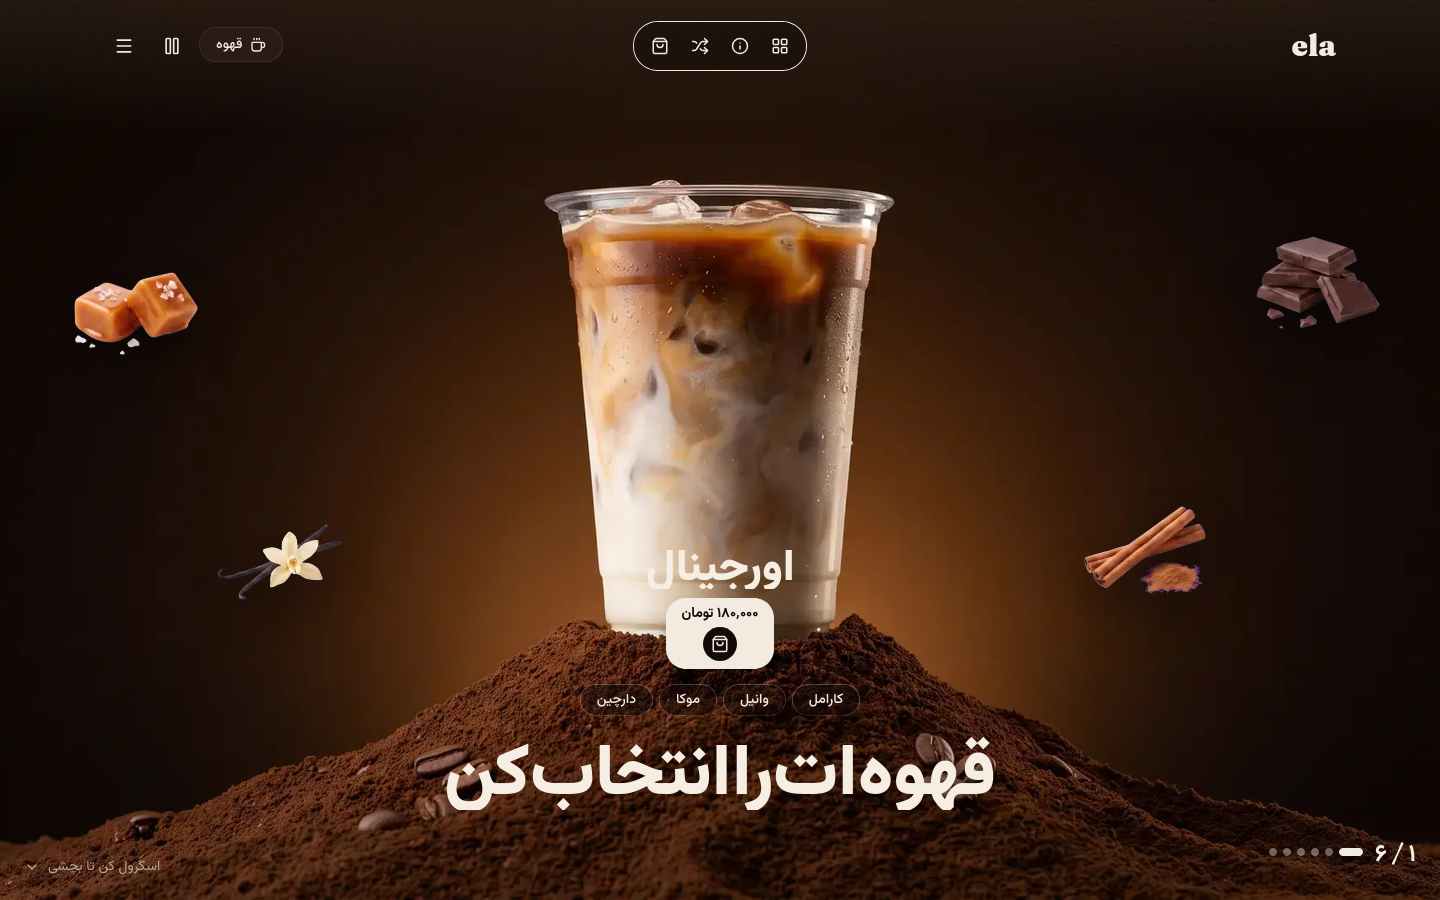 ela
قهوه
اورجینال
۱۸۰,۰۰۰ تومان
کارامل
وانیل
موکا
دارچین
قهوه‌ات‌را‌انتخاب‌کن
۱ / ۶
اسکرول کن تا بچشی